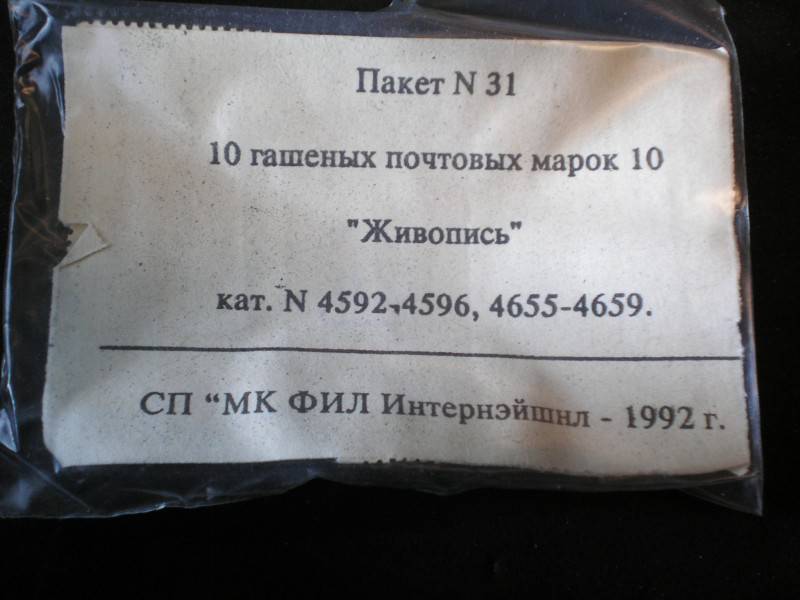 Пакет N 31
10 гашеных почтовых марок 10
"Живопись"
кат. N 4592-4596, 4655-4659.
СП “МК ФИЛ Интернэйшнл - 1992 г.